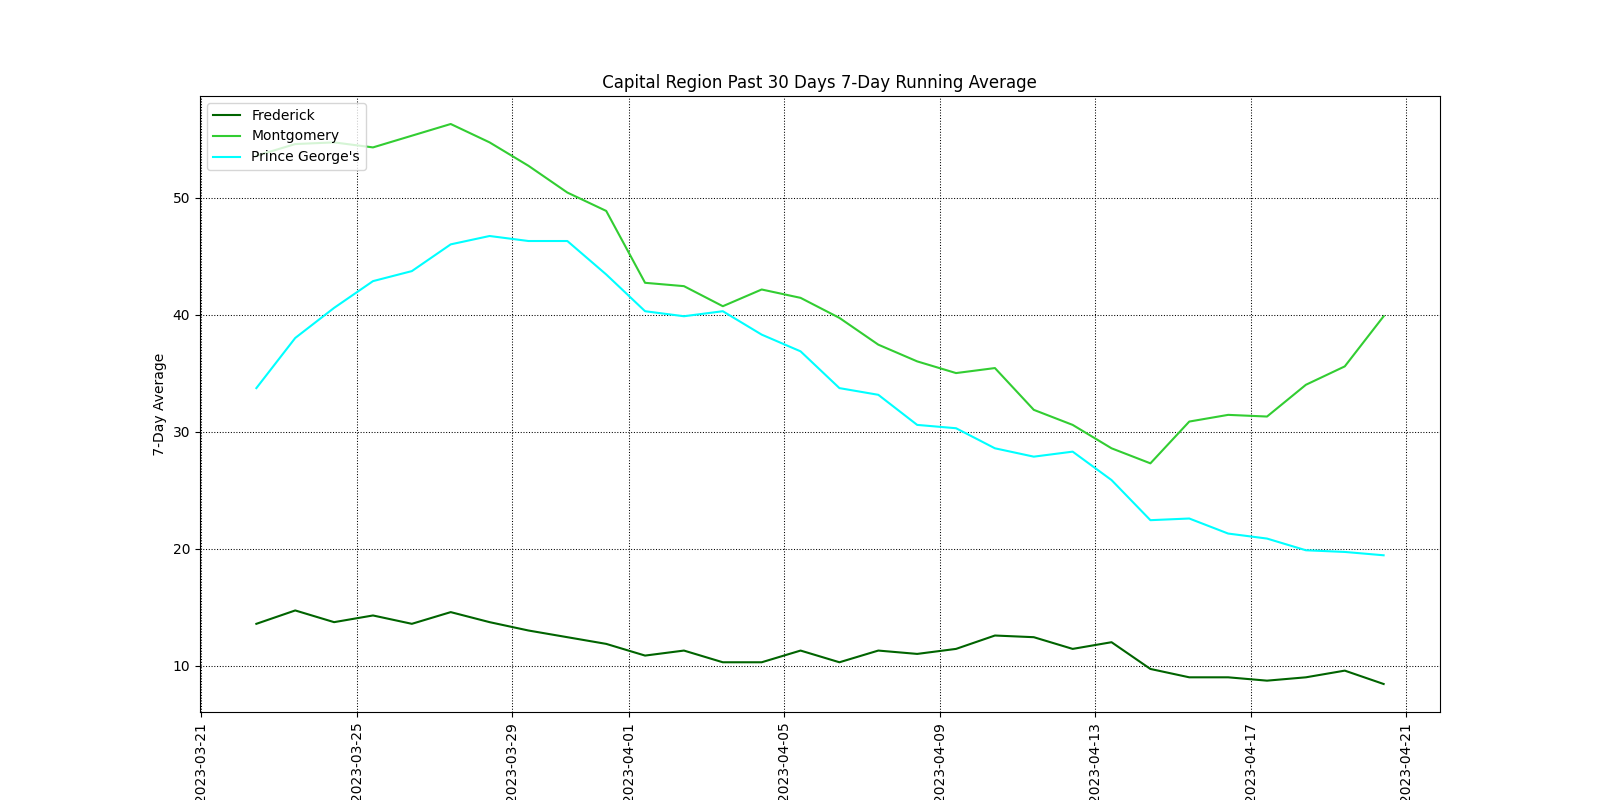 Capital Region Past 30 Days 7-Day Running Average
Frederick
Montgomery
Prince George's
7-Day Average
50
40
30
20
10
2023-03-21
2023-03-25
2023-03-29
2023-04-01
2023-04-05
2023-04-09
2023-04-13
2023-04-17
2023-04-21